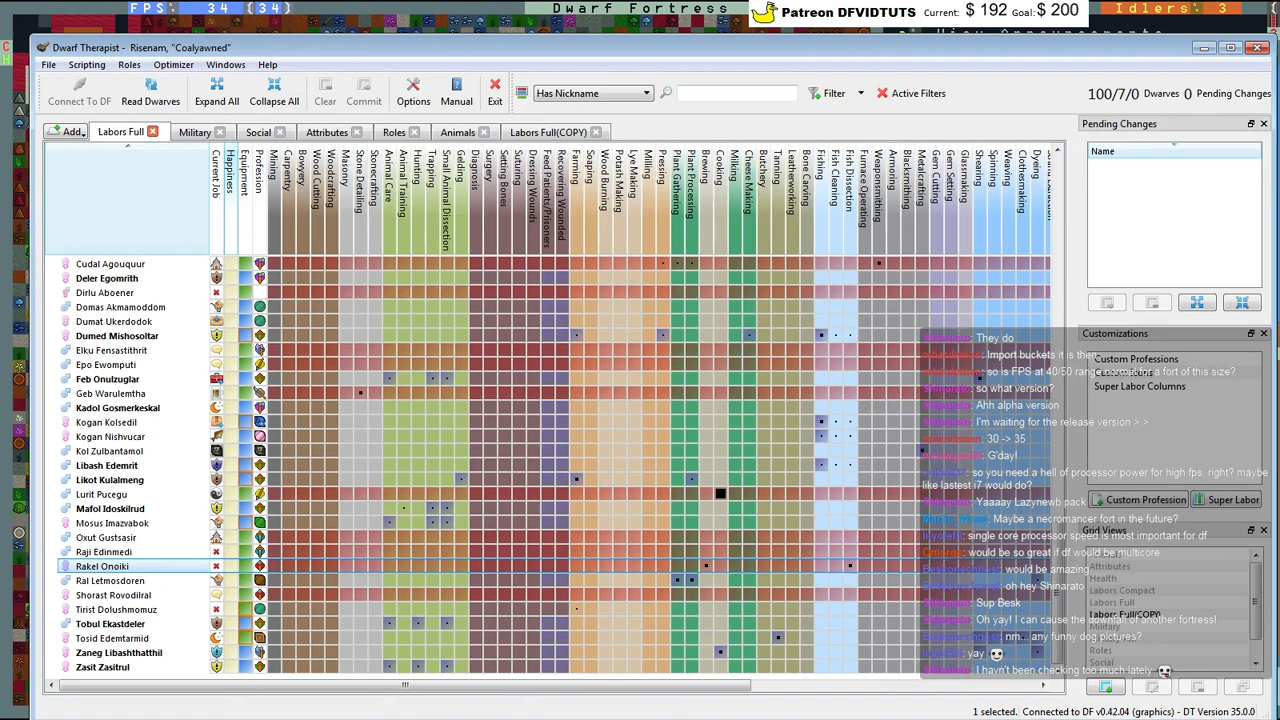 FPS: 34 (34)
Dwarf Fortress
Patreon DFVIDTUTS Current: $ 192 Goal: $ 200
Idlers: 3
Dwarf Therapist - Risenam, "Coalyawned"
File Scripting Roles Optimizer Windows Help
Connect To DF Read Dwarves Expand All Collapse All Clear Commit Options Manual Exit
Has Nickname Filter Active Filters
100/7/0 Dwarves 0 Pending Changes
Add... Labors Full Military Social Attributes Roles Animals Labors Full(COPY)
Current Job
Happiness
Equipment
Profession
Mining
Carpentry
Bowyery
Wood Cutting
Woodcrafting
Masonry
Stone Detailing
Stonecrafting
Animal Care
Animal Training
Hunting
Trapping
Small Animal Dissection
Gelding
Diagnosis
Surgery
Setting Bones
Suturing
Dressing Wounds
Feed Patients/Prisoners
Recovering Wounded
Farming
Soaping
Wood Burning
Potash Making
Lye Making
Milling
Pressing
Plant Gathering
Plant Processing
Brewing
Cooking
Milking
Cheese Making
Butchery
Tanning
Leatherworking
Bone Carving
Fishing
Fish Cleaning
Fish Dissection
Furnace Operating
Weaponsmithing
Armoring
Blacksmithing
Metalcrafting
Gem Cutting
Gem Setting
Glassmaking
Shearing
Spinning
Weaving
Clothesmaking
Dyeing
Cudal Agouquur
Deler Egomrith
Dirlu Aboener
Domas Akmamoddom
Dumat Ukerdodok
Dumed Mishosoltar
Elku Fensastithrit
Epo Ewomputi
Feb Onulzuglar
Geb Warulemtha
Kadol Gosmerkeskal
Kogan Kolsedil
Kogan Nishvucar
Kol Zulbantamol
Libash Edemrit
Likot Kulalmeng
Lurit Pucegu
Mafol Idoskilrud
Mosus Imazvabok
Oxut Gustsasir
Raji Edinmedi
Rakel Onoiki
Ral Letmosdoren
Shorast Rovodilral
Tirist Dolushmomuz
Tobul Ekastdeler
Tosid Edemtarmid
Zaneg Libashthatthil
Zasit Zasitrul
Pending Changes
Name
Customizations
Custom Professions
Super Labor Columns
Custom Profession Super Labor
Grid Views
Attributes
Health
Labors Compact
Labors Full
Labors Full(COPY)
Military
Roles
Social
They do
Import buckets it is then
so is FPS at 40/50 range normal for a fort of this size?
so what version?
Ahh alpha version
I'm waiting for the release version > >
30 -> 35
G'day!
so you need a hell of processor power for high fps, right? maybe
like lastest i7 would do?
Yaaaay Lazynewb pack
Maybe a necromancer fort in the future?
single core processor speed is most important for df
would be so great if df would be multicore
would be amazing
oh hey Shinarato
Sup Besk
Oh yay! I can cause the downfall of another fortress!
nm... any funny dog pictures?
yay
I havn't been checking too much lately
1 selected. Connected to DF v0.42.04 (graphics) - DT Version 35.0.0